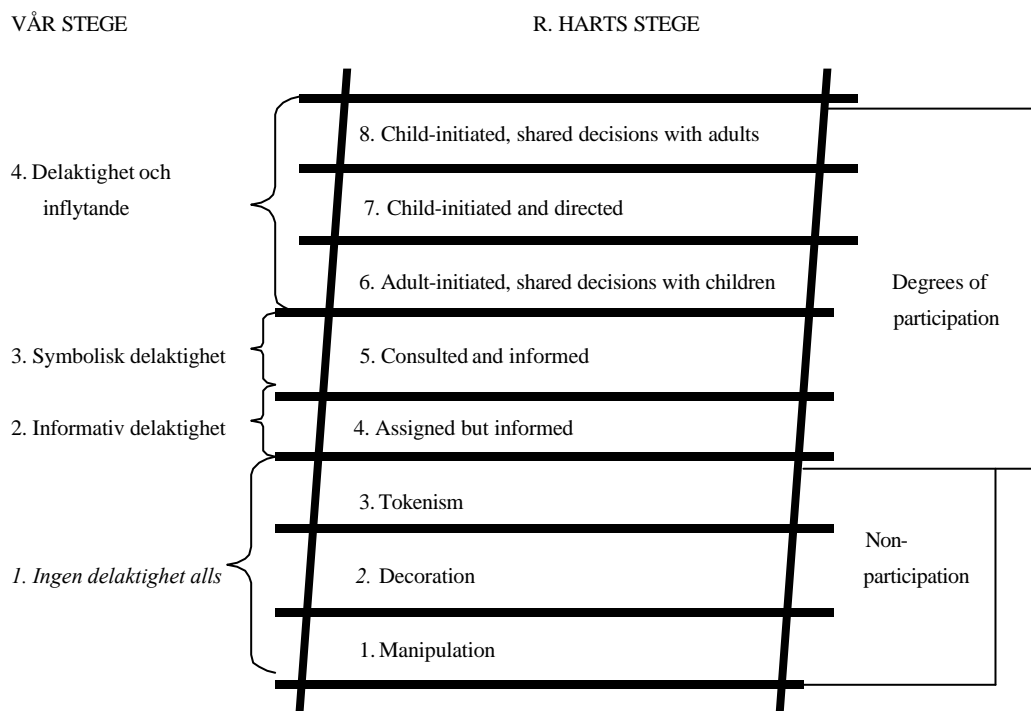 VÅR STEGE
R. HARTS STEGE
8. Child-initiated, shared decisions with adults
4. Delaktighet och
inflytande
7. Child-initiated and directed
6. Adult-initiated, shared decisions with children
Degrees of
participation
3. Symbolisk delaktighet
5. Consulted and informed
2. Informativ delaktighet
4. Assigned but informed
3. Tokenism
Non-
participation
1. Ingen delaktighet alls
2. Decoration
1. Manipulation